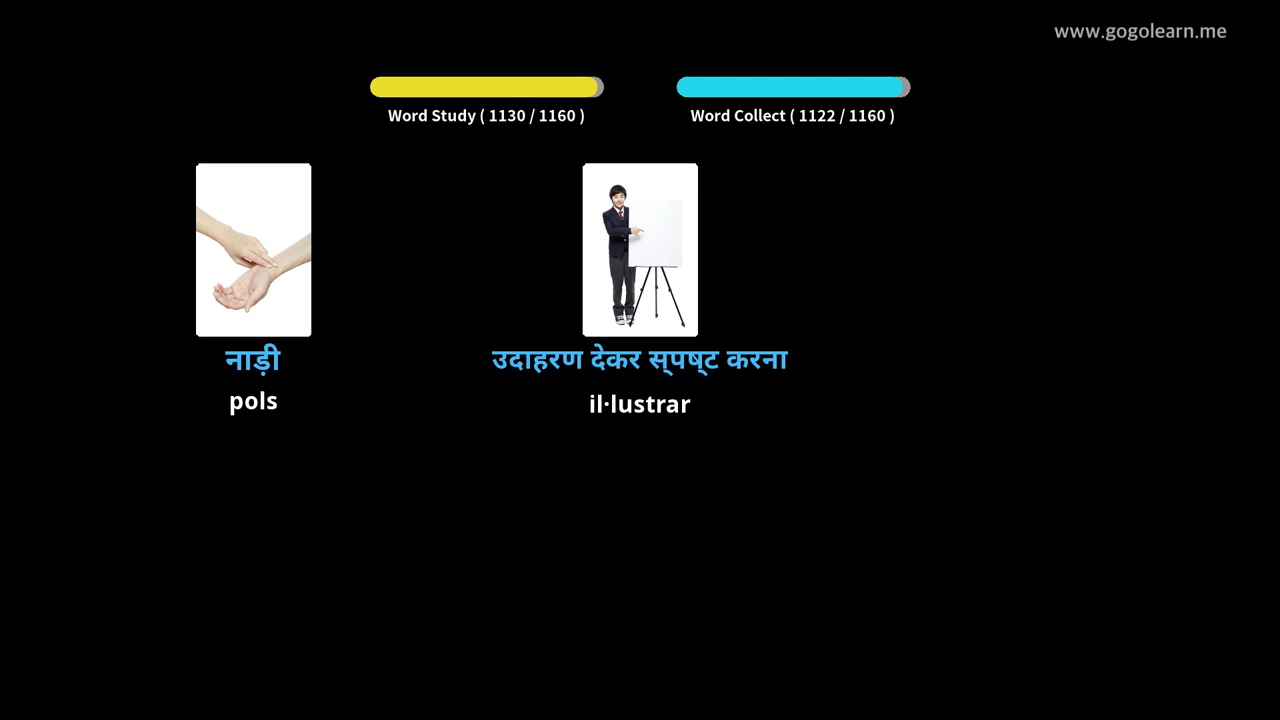 www.gogolearn.me
Word Study ( 1130 / 1160 )
Word Collect ( 1122 / 1160 )
नाड़ी
pols
उदाहरण देकर स्पष्ट करना
il·lustrar